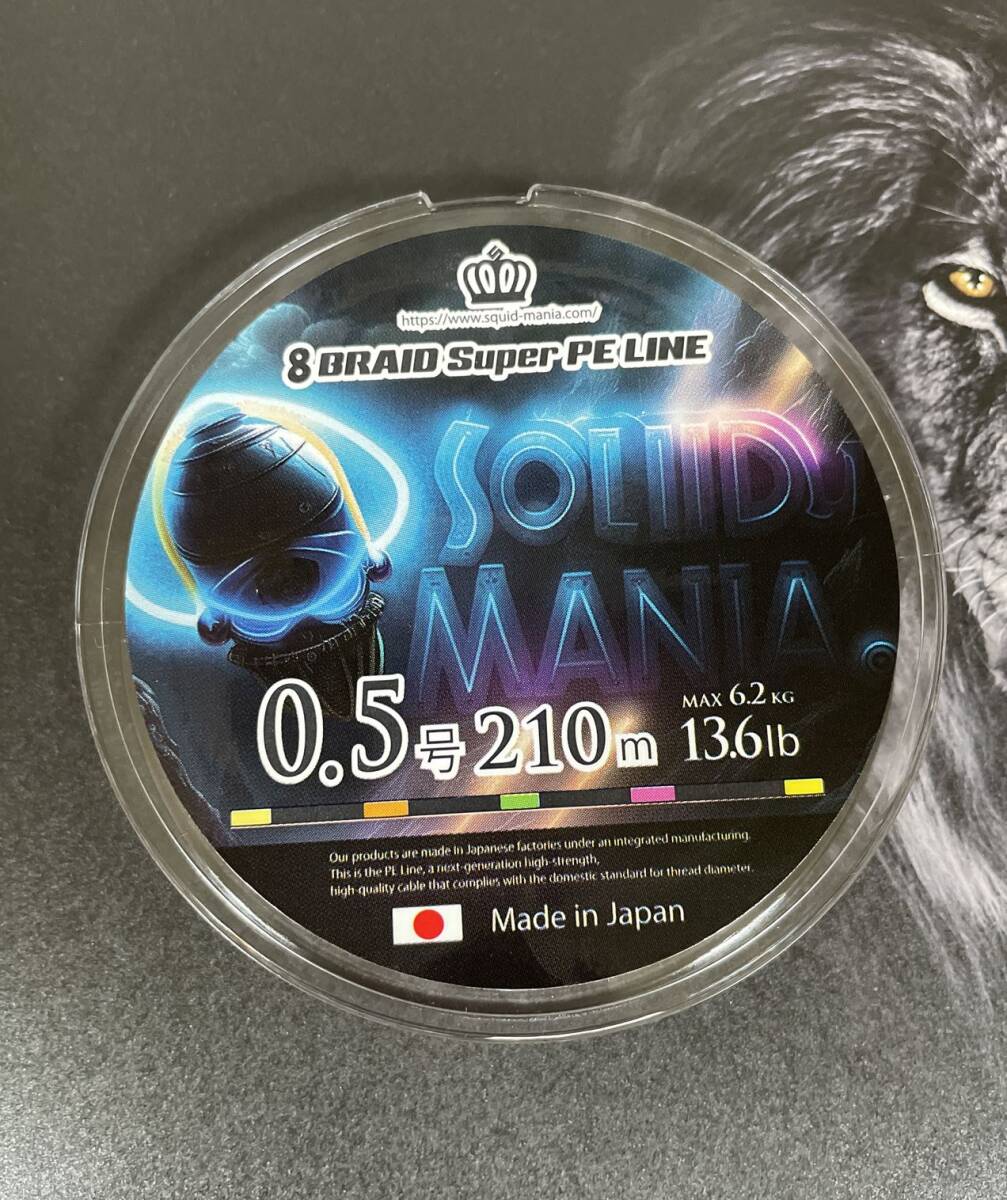 https://www.squid-mania.com/
8 BRAID Super PE LINE
SQUID
MANIA.
MAX 6.2 KG
0.5号 210m 13.6lb
Our products are made in Japanese factories under an integrated manufacturing.
This is the PE Line, a next-generation high-strength,
high-quality cable that complies with the domestic standard for thread diameter.
Made in Japan